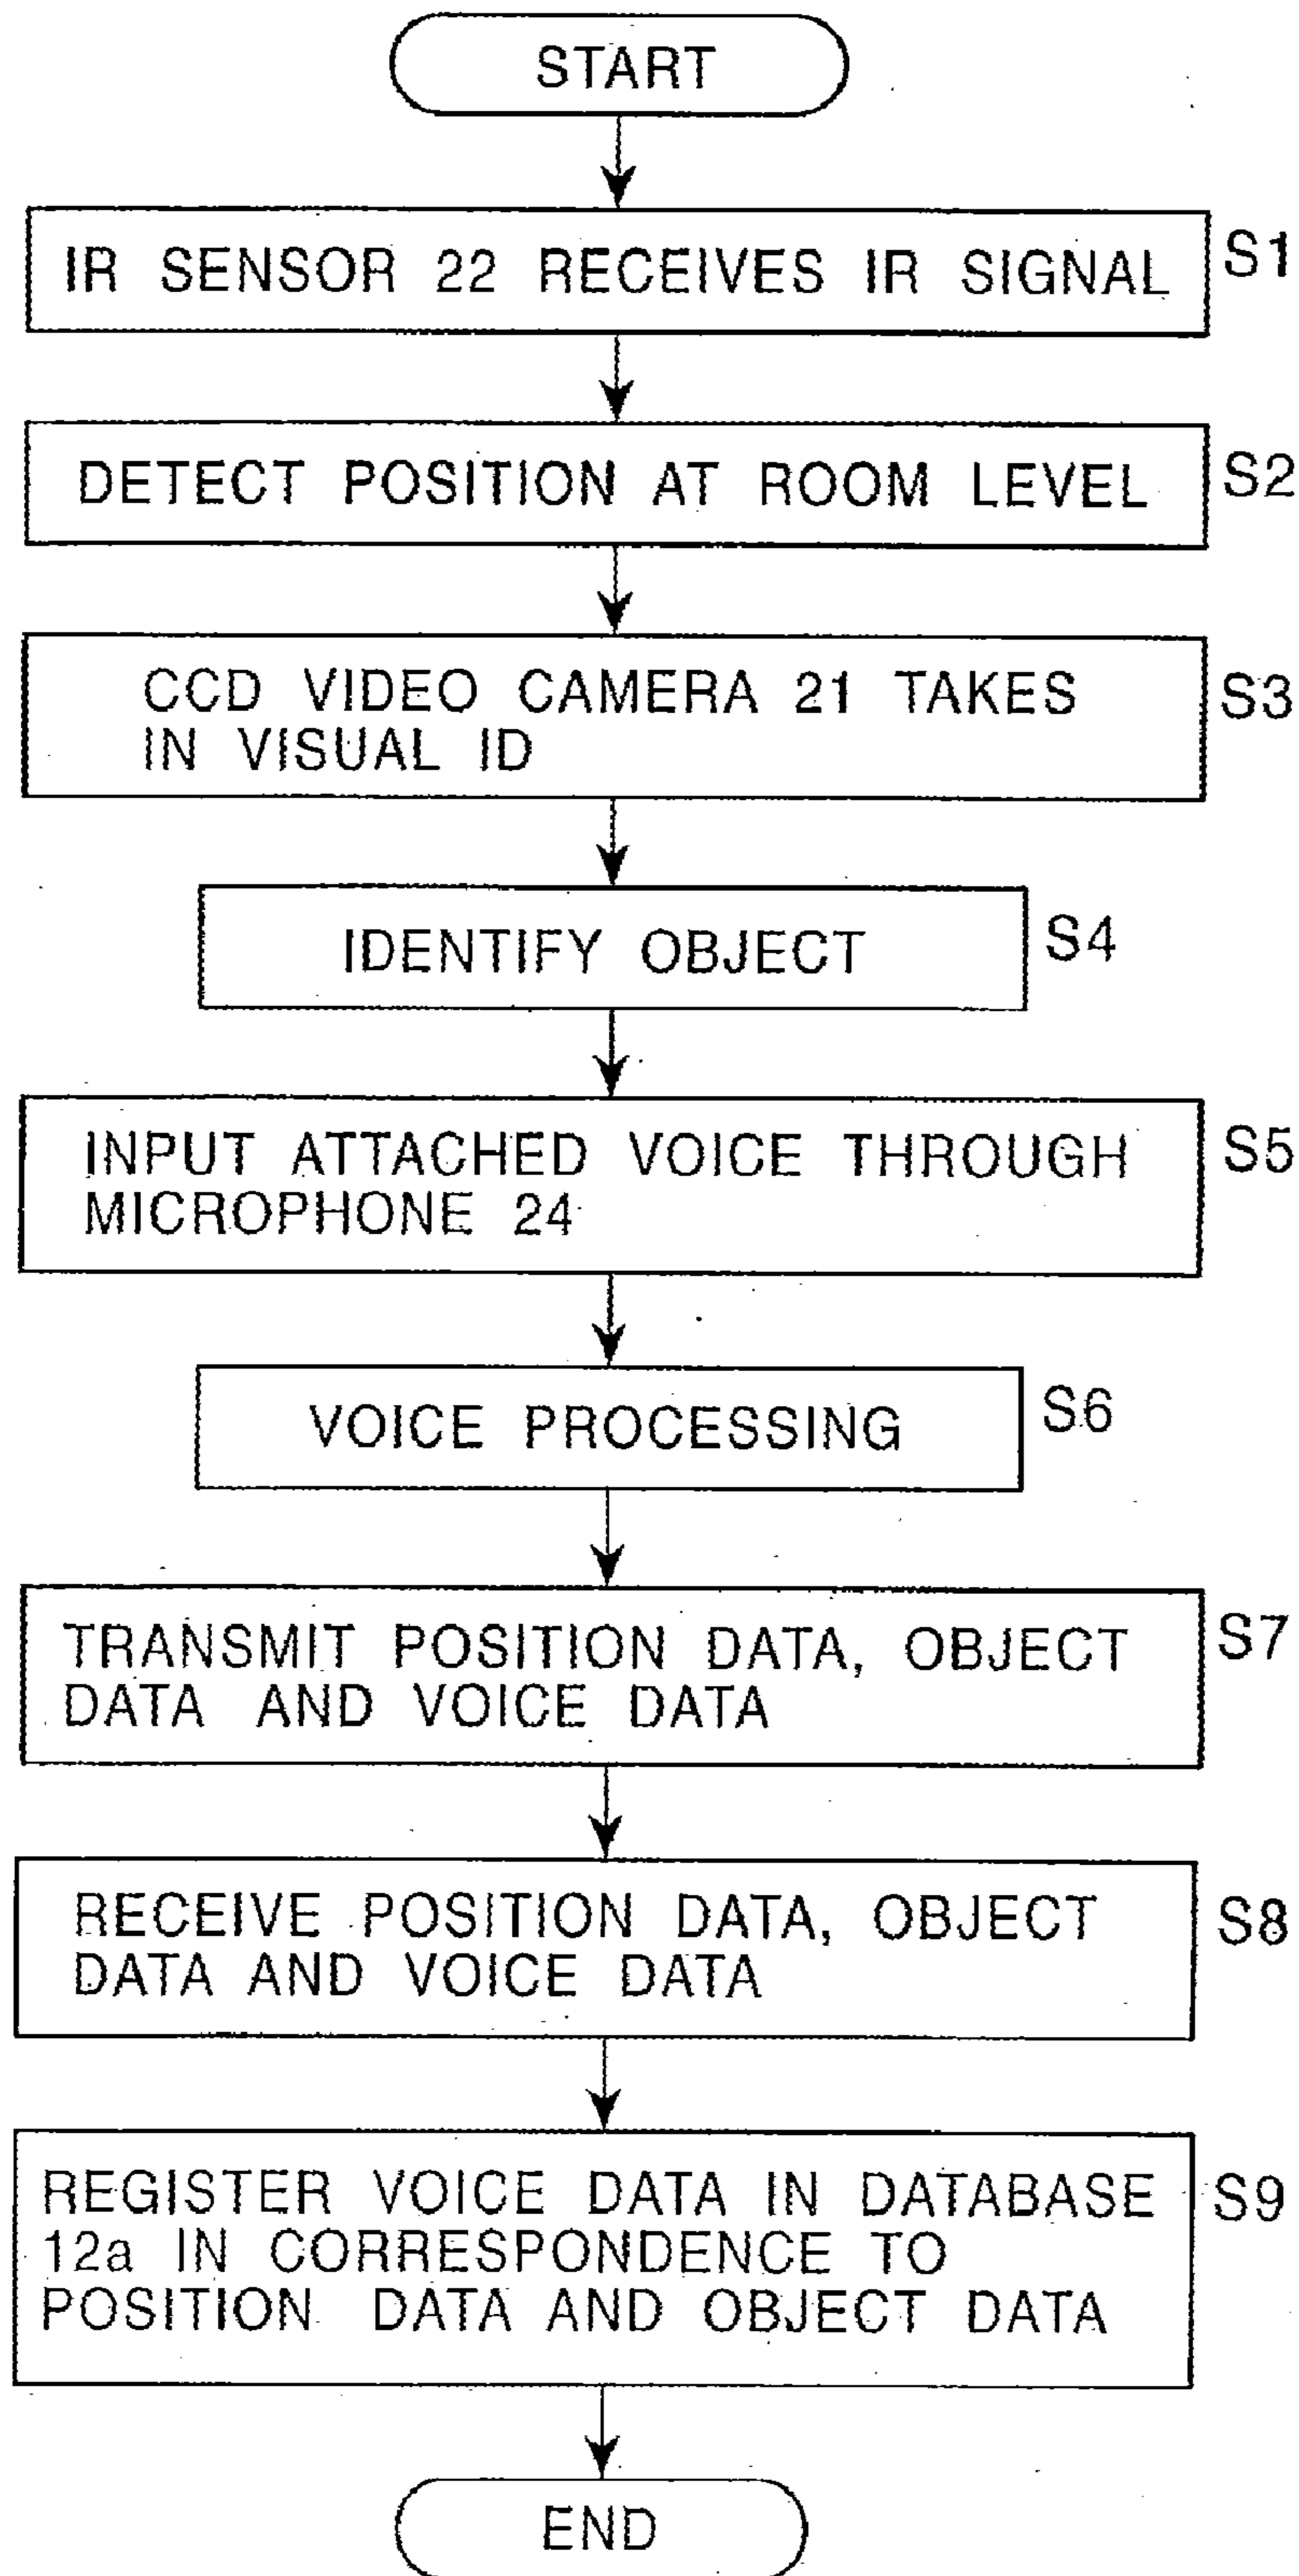 START
IR SENSOR 22 RECEIVES IR SIGNAL
S1
DETECT POSITION AT ROOM LEVEL
S2
CCD VIDEO CAMERA 21 TAKES
IN VISUAL ID
S3
IDENTIFY OBJECT
S4
INPUT ATTACHED VOICE THROUGH
MICROPHONE 24
S5
VOICE PROCESSING
S6
TRANSMIT POSITION DATA, OBJECT
DATA AND VOICE DATA
S7
RECEIVE POSITION DATA, OBJECT
DATA AND VOICE DATA
S8
REGISTER VOICE DATA IN DATABASE
12a IN CORRESPONDENCE TO
POSITION DATA AND OBJECT DATA
S9
END